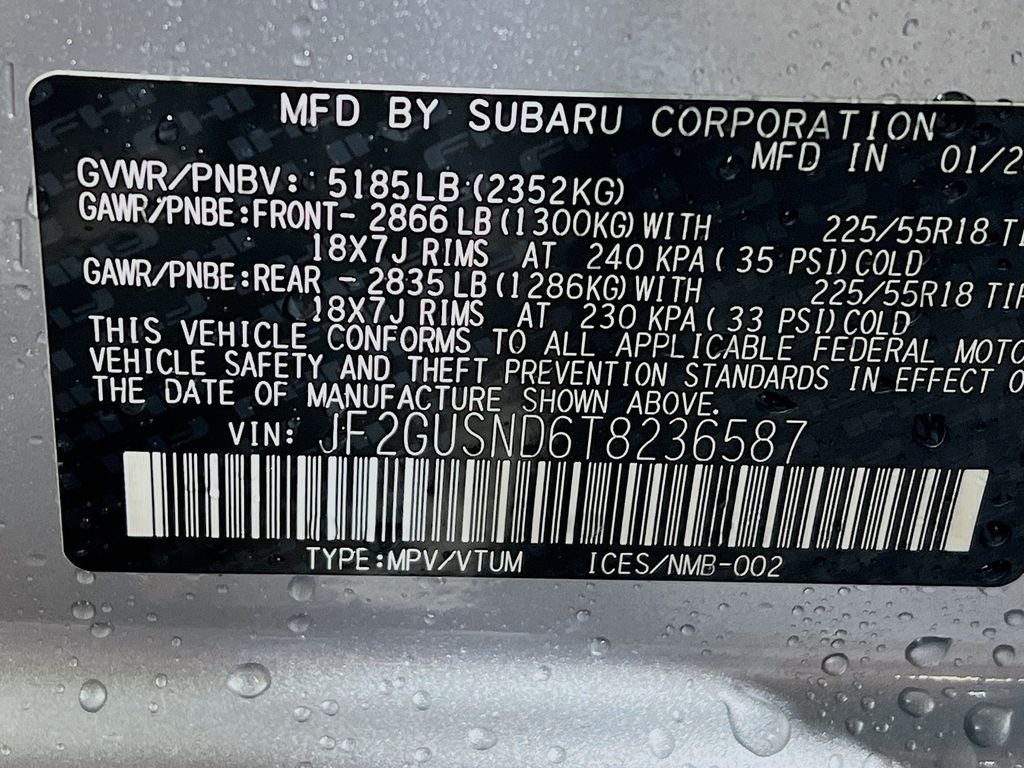 MFD BY SUBARU CORPORATION
MFD IN 01/2
GVWR/PNBV: 5185LB (2352KG)
GAWR/PNBE:FRONT- 2866 LB (1300KG) WITH 225/55R18 TI
18X7J RIMS AT 240 KPA ( 35 PSI) COLD
GAWR/PNBE:REAR - 2835 LB (1286KG) WITH 225/55R18 TIR
18X7J RIMS AT 230 KPA ( 33 PSI) COLD
THIS VEHICLE CONFORMS TO ALL APPLICABLE FEDERAL MOTO
VEHICLE SAFETY AND THEFT PREVENTION STANDARDS IN EFFECT O
THE DATE OF MANUFACTURE SHOWN ABOVE.
VIN: JF2GUSND6T8236587
TYPE:MPV/VTUM ICES/NMB-002